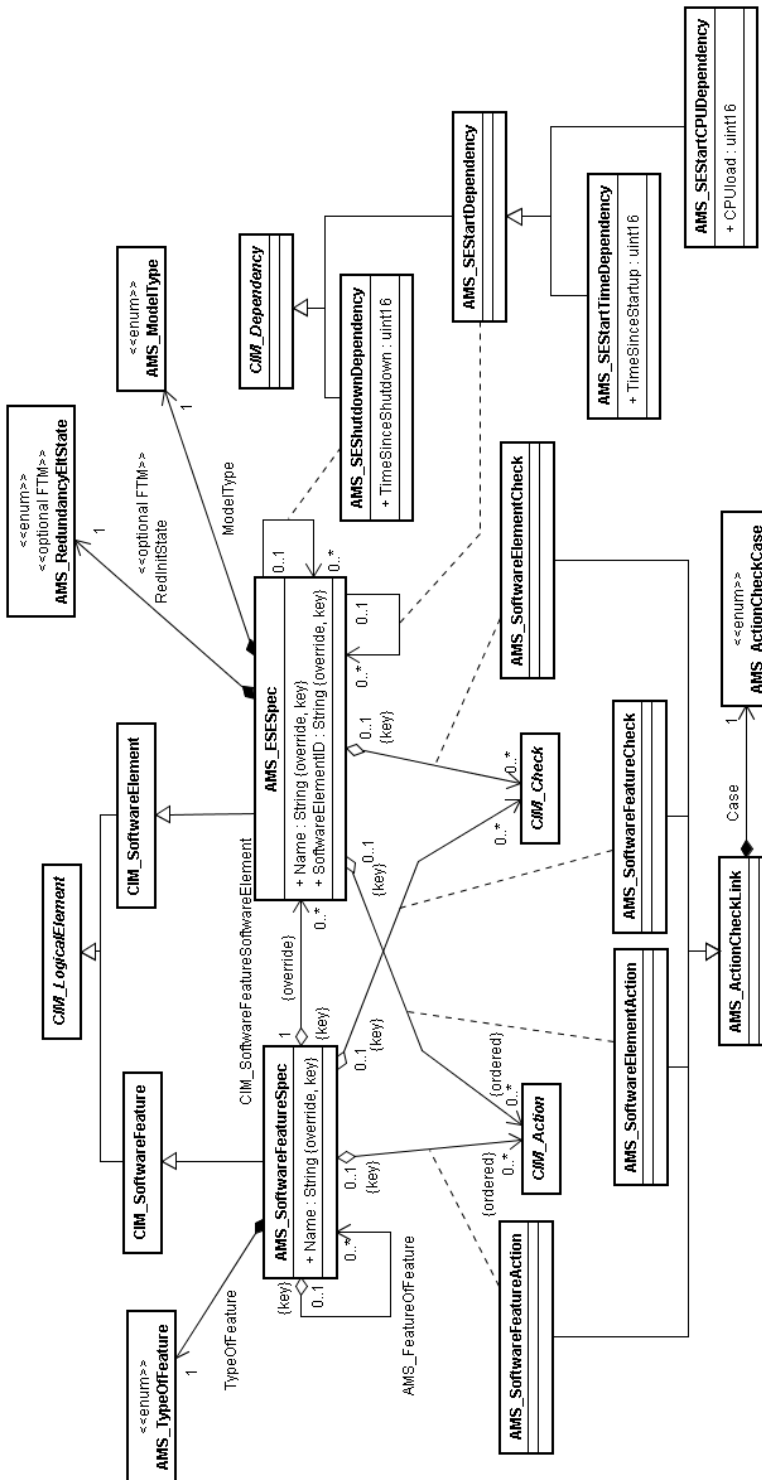 <<enum>>
AMS_TypeOfFeature
1
TypeOfFeature
CIM_SoftwareFeature
CIM_LogicalElement
CIM_SoftwareElement
<<enum>>
<<optional FTM>>
AMS_RedundancyEltState
1
<<optional FTM>>
RedInitState
<<enum>>
AMS_ModelType
1
ModelType
CIM_Dependency
AMS_SEShutdownDependency
+ TimeSinceShutdown : uint16
AMS_SEStartDependency
AMS_SEStartTimeDependency
+ TimeSinceStartup : uint16
AMS_SEStartCPUDependency
+ CPUload : uint16
AMS_SoftwareFeatureSpec
+ Name : String {override, key}
{key}
0..1
0..*
AMS_FeatureOfFeature
CIM_SoftwareFeatureSoftwareElement
1
{key}
{override}
0..*
AMS_ESESpec
+ Name : String {override, key}
+ SoftwareElementID : String {override, key}
0..1
0..*
0..1
0..*
0..1
{key}
0..1
{key}
0..1
{key}
0..1
{key}
{ordered}
0..*
{ordered}
0..*
CIM_Action
0..*
0..*
CIM_Check
AMS_SoftwareFeatureAction
AMS_SoftwareElementAction
AMS_SoftwareFeatureCheck
AMS_SoftwareElementCheck
AMS_ActionCheckLink
Case
1
<<enum>>
AMS_ActionCheckCase